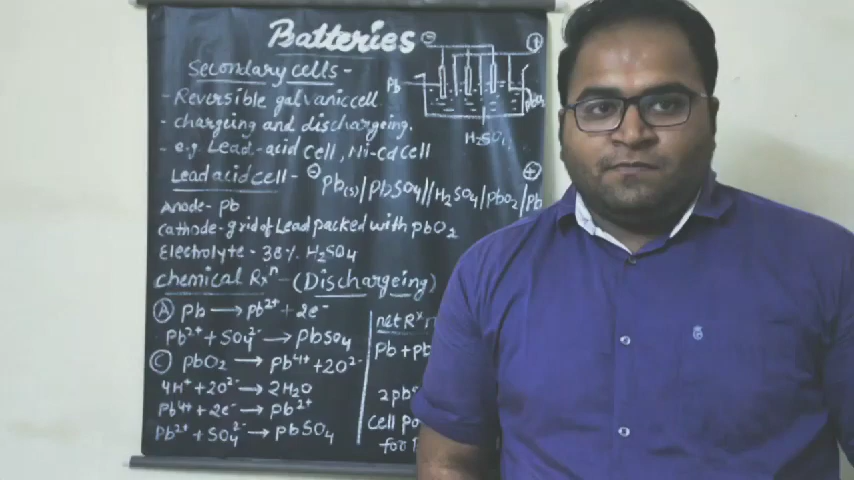 Batteries
Secondary cells -
- Reversible galvanic cell
- chargeing and dischargeing.
- e.g. Lead-acid cell, Ni-Cd cell
Lead acid cell - ⊖ Pb(s)/PbSO4//H2SO4/PbO2/Pb ⊕
Anode - Pb
cathode - grid of Lead packed with PbO2
Electrolyte - 38% H2SO4
chemical Rxⁿ - (Dischargeing)
Ⓐ Pb → Pb²⁺ + 2e⁻
Pb²⁺ + SO4²⁻ → PbSO4
Ⓒ PbO2 → Pb⁴⁺ + 2O²⁻
4H⁺ + 2O²⁻ → 2H2O
Pb⁴⁺ + 2e⁻ → Pb²⁺
Pb²⁺ + SO4²⁻ → PbSO4
net Rxⁿ
Pb + Pb
2PbS
cell Po
for
⊖
⊕
Pb